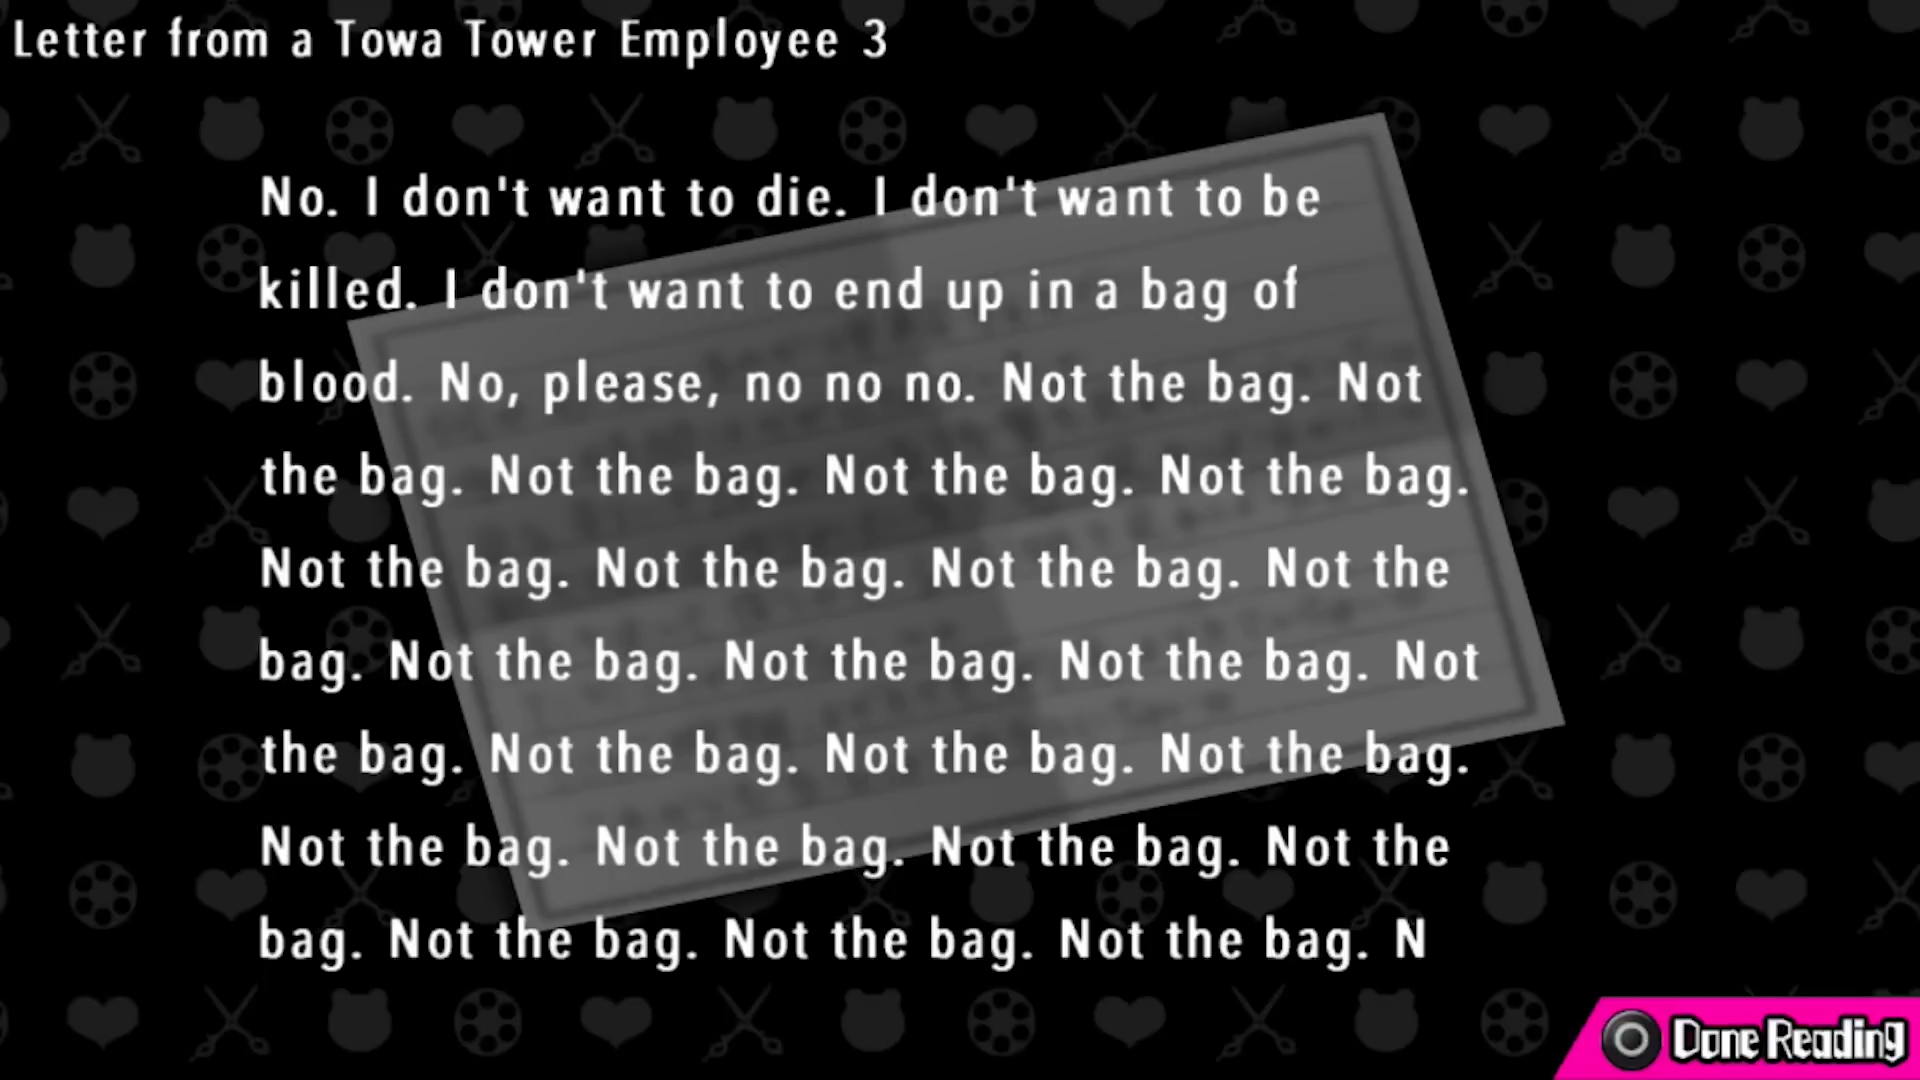 Letter from a Towa Tower Employee 3
No. I don't want to die. I don't want to be
killed. I don't want to end up in a bag of
blood. No, please, no no no. Not the bag. Not
the bag. Not the bag. Not the bag. Not the bag.
Not the bag. Not the bag. Not the bag. Not the
bag. Not the bag. Not the bag. Not the bag. Not
the bag. Not the bag. Not the bag. Not the bag.
Not the bag. Not the bag. Not the bag. Not the
bag. Not the bag. Not the bag. Not the bag. N
Done Reading